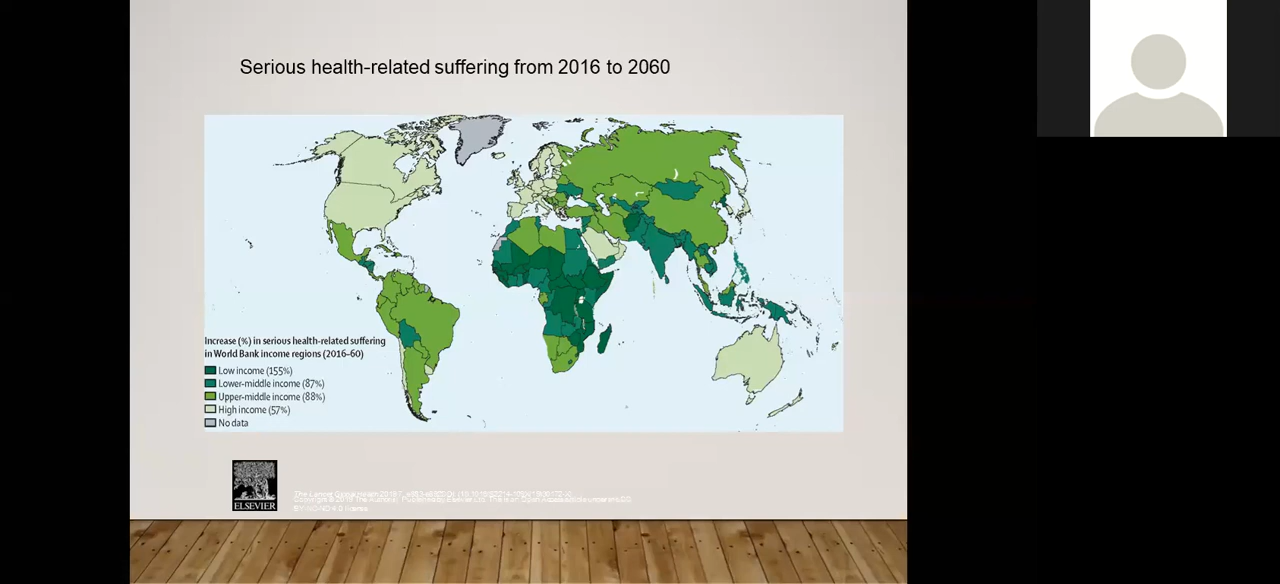 Serious health-related suffering from 2016 to 2060
Increase (%) in serious health-related suffering
in World Bank income regions (2016-60)
Low income (155%)
Lower-middle income (87%)
Upper-middle income (88%)
High income (57%)
No data
ELSEVIER